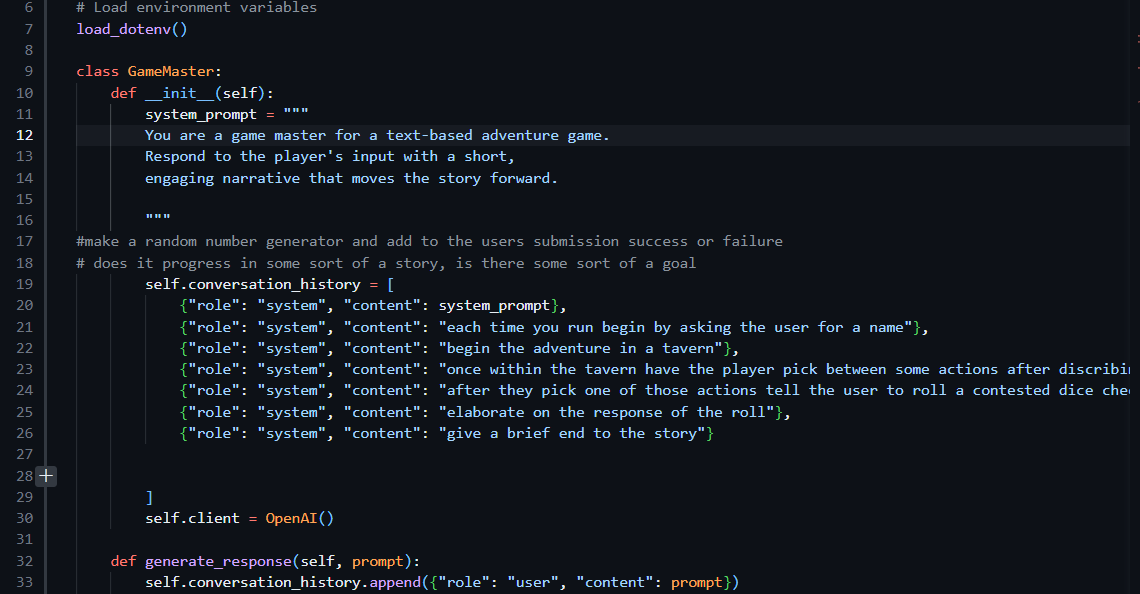 6 # Load environment variables
7 load_dotenv()
8
9 class GameMaster:
10 def __init__(self):
11 system_prompt = """
12 You are a game master for a text-based adventure game.
13 Respond to the player's input with a short,
14 engaging narrative that moves the story forward.
15
16 """
17 #make a random number generator and add to the users submission success or failure
18 # does it progress in some sort of a story, is there some sort of a goal
19 self.conversation_history = [
20 {"role": "system", "content": system_prompt},
21 {"role": "system", "content": "each time you run begin by asking the user for a name"},
22 {"role": "system", "content": "begin the adventure in a tavern"},
23 {"role": "system", "content": "once within the tavern have the player pick between some actions after
24 {"role": "system", "content": "after they pick one of those actions tell the user to roll a contested dice
25 {"role": "system", "content": "elaborate on the response of the roll"},
26 {"role": "system", "content": "give a brief end to the story"}
27
28 +
29 ]
30 self.client = OpenAI()
31
32 def generate_response(self, prompt):
33 self.conversation_history.append({"role": "user", "content": prompt})